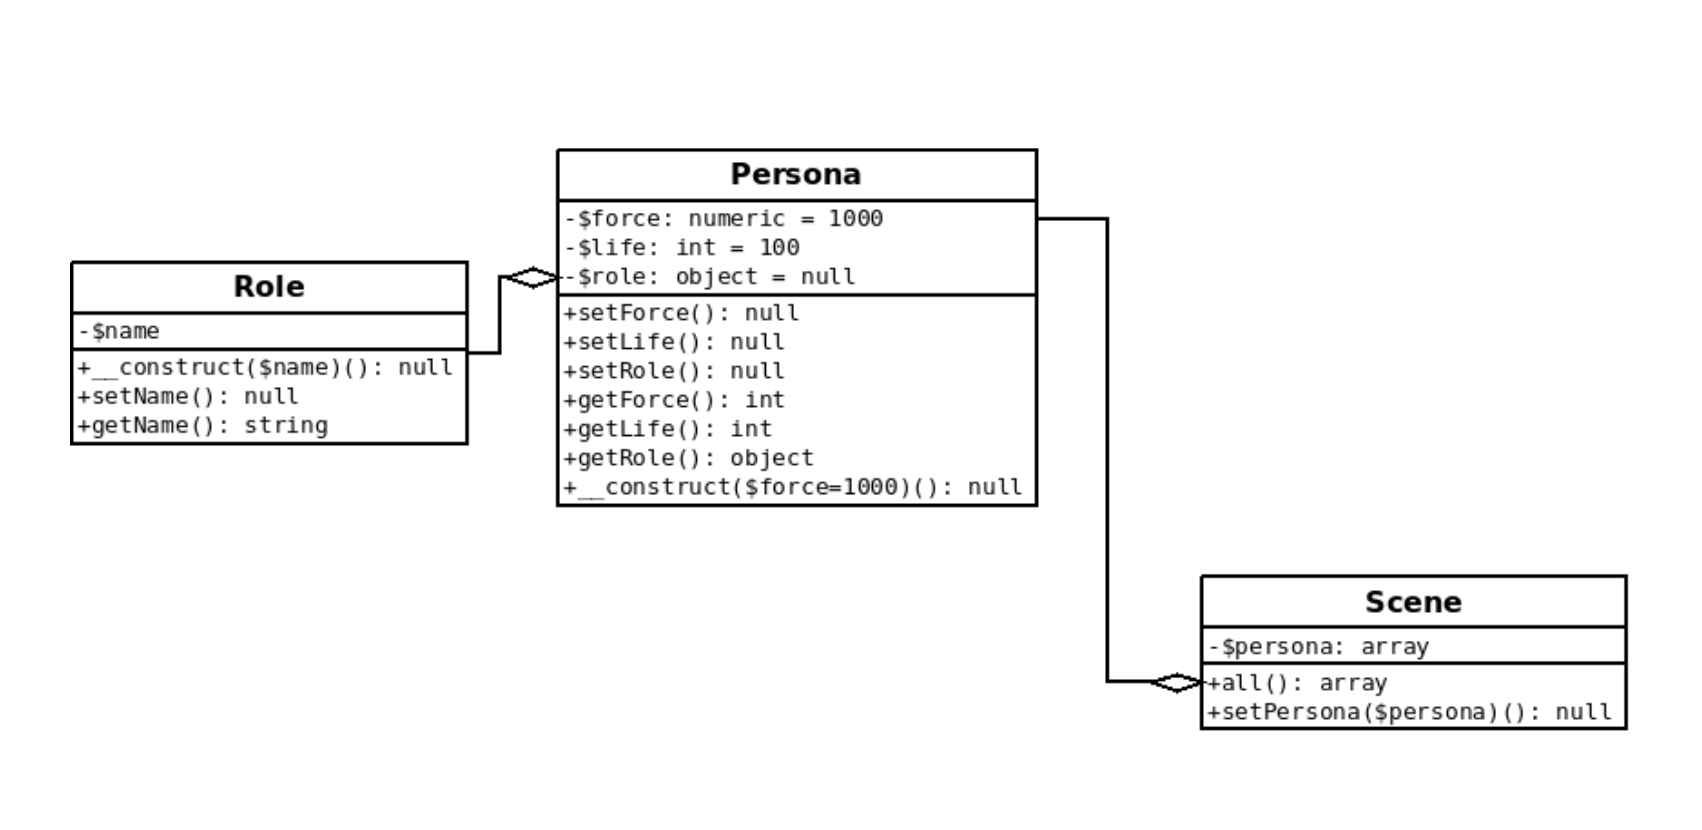 Role
-$name
+__construct($name)(): null
+setName(): null
+getName(): string
Persona
-$force: numeric = 1000
-$life: int = 100
-$role: object = null
+setForce(): null
+setLife(): null
+setRole(): null
+getForce(): int
+getLife(): int
+getRole(): object
+__construct($force=1000)(): null
Scene
-$persona: array
+all(): array
+setPersona($persona)(): null